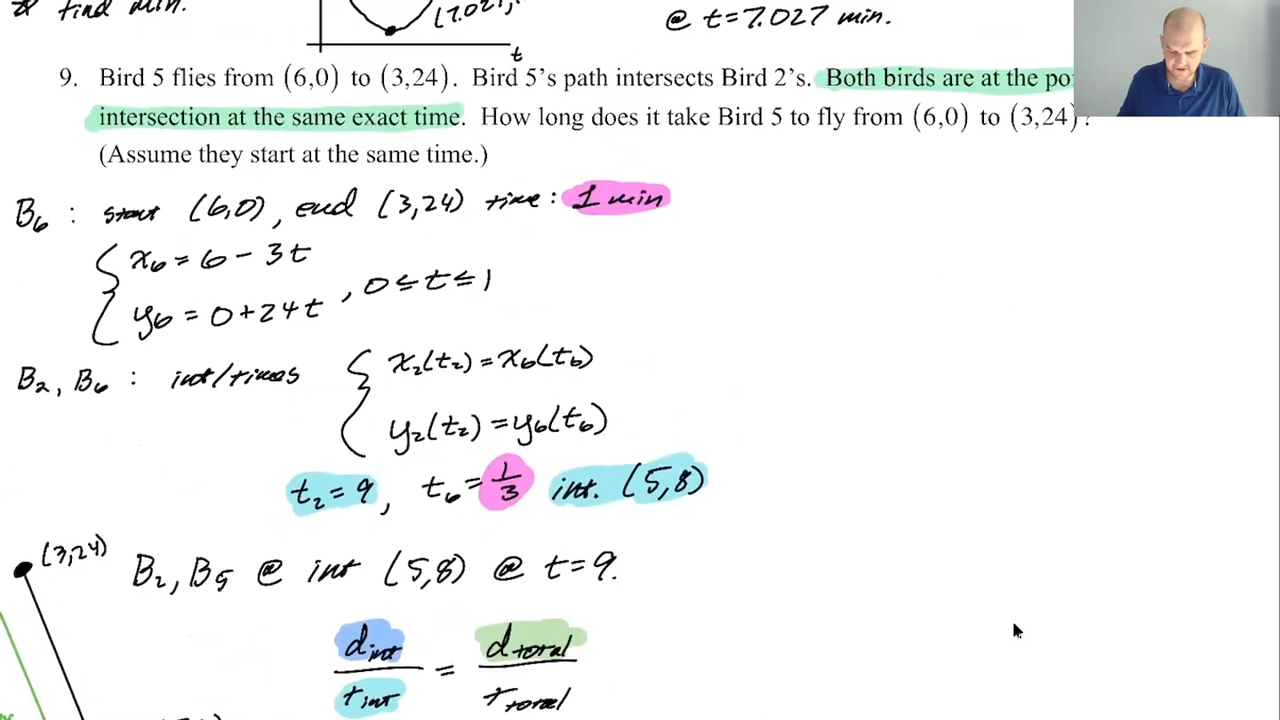 find min.
(7.027,
t
@ t=7.027 min.
9. Bird 5 flies from (6,0) to (3,24). Bird 5's path intersects Bird 2's. Both birds are at the po
intersection at the same exact time. How long does it take Bird 5 to fly from (6,0) to (3,24)?
(Assume they start at the same time.)
B₆ : start (6,0), end (3,24) time: 1 min
{ x₆ = 6 - 3t
y₆ = 0+24t , 0≤t≤1
B₂, B₆ : int/times { x₂(t₂) = x₆(t₆)
y₂(t₂) = y₆(t₆)
t₂ = 9, t₆ = 1/3 int. (5,8)
(3,24)
B₂, B₅ @ int (5,8) @ t=9.
d_int / t_int = d_total / t_total